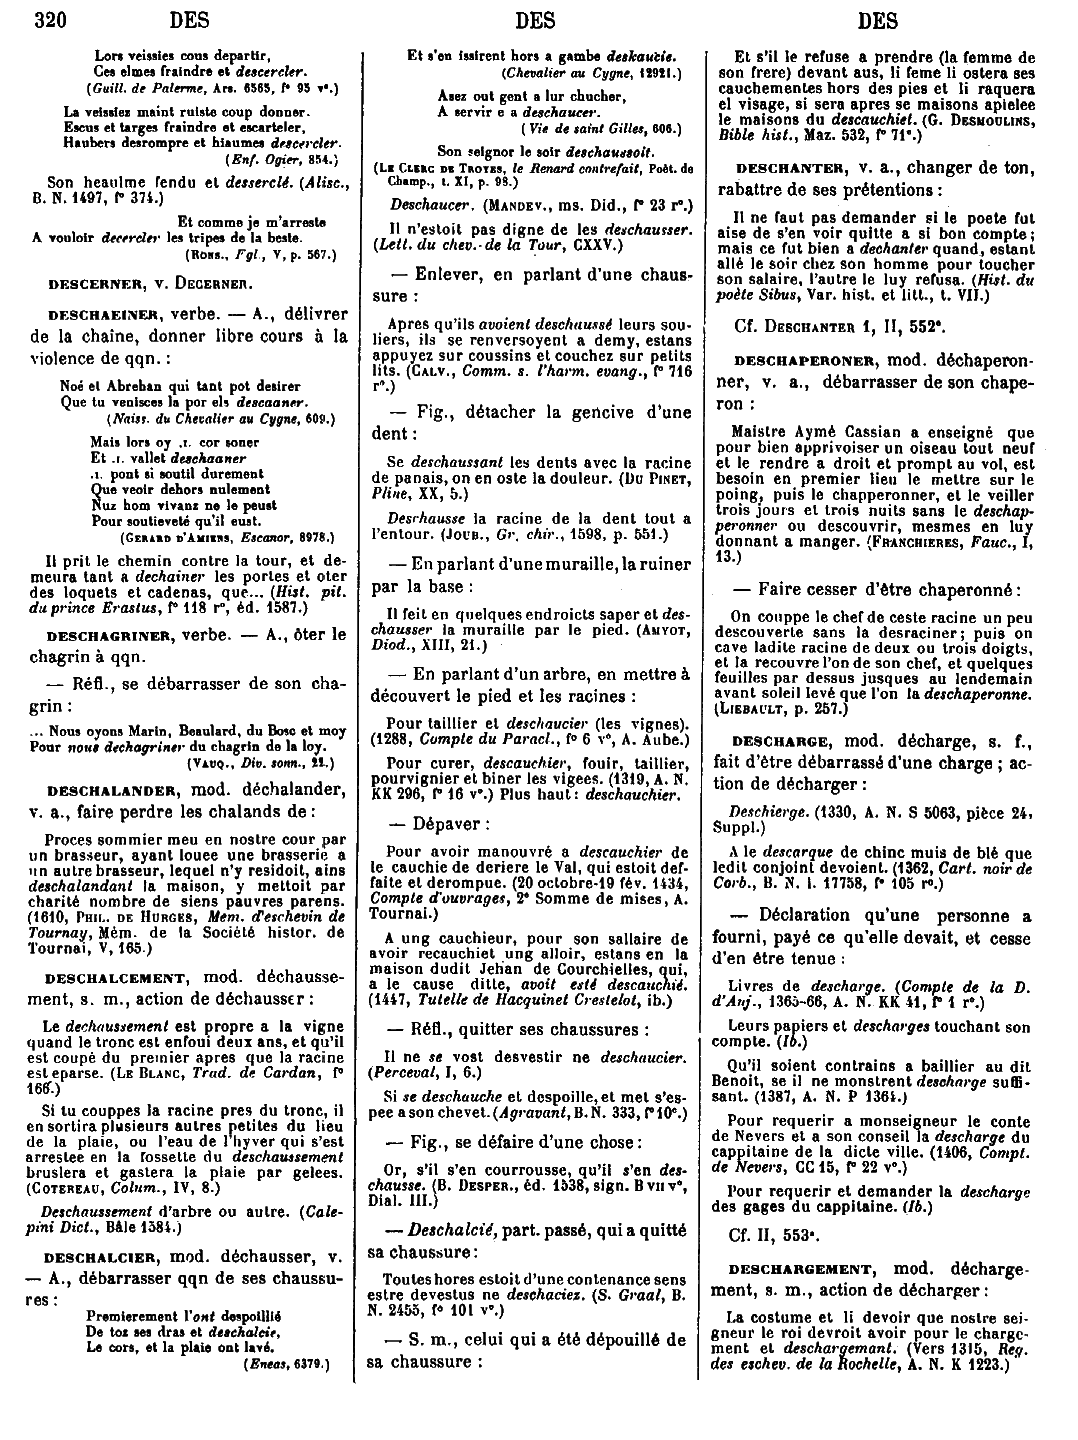 320 DES DES DES
Lors veissies cous departir,
Ces elmes fraindre et descercler.
(Guill. de Palerme, Ars. 6565, f° 95 v°.)
La veissiez maint ruiste coup donner.
Escus et targes fraindre et escarteler,
Haubers desrompre et hiaumes descercler.
(Enf. Ogier, 854.)
Son heaulme fendu et desserclé. (Alisc.,
B. N. 1497, f° 374.)
Et comme je m'arreste
A vouloir decercler les tripes de la beste.
(Rons., Egl., V, p. 567.)
DESCERNER, v. Decerner.
DESCHAEINER, verbe. — A., délivrer
de la chaîne, donner libre cours à la
violence de qqn. :
Noé et Abrehan qui tant pot desirer
Que tu venisces la por els descaaner.
(Naiss. du Chevalier au Cygne, 609.)
Mais lors oy .I. cor soner
Et .I. vallet deschaaner
.I. pont si soutil durement
Que veoir dehors nulement
Nuz hom vivanz ne le peust
Pour soutieveté qu'il eust.
(Gerard d'Amiens, Escanor, 8978.)
Il prit le chemin contre la tour, et de-
meura tant a dechainer les portes et oter
des loquets et cadenas, que... (Hist. pit.
du prince Erastus, f° 118 r°, éd. 1587.)
DESCHAGRINER, verbe. — A., ôter le
chagrin à qqn.
— Réfl., se débarrasser de son cha-
grin :
... Nous oyons Marin, Beaulard, du Bosc et moy
Pour nous dechagriner du chagrin de la loy.
(Vauq., Div. sonn., 22.)
DESCHALANDER, mod. déchalander,
v. a., faire perdre les chalands de :
Proces sommier meu en nostre cour par
un brasseur, ayant louee une brasserie a
un autre brasseur, lequel n'y residoit, ains
deschalandant la maison, y mettoit par
charité nombre de siens pauvres parens.
(1610, Phil. de Hurges, Mem. d'eschevin de
Tournay, Mém. de la Société histor. de
Tournai, V, 165.)
DESCHALCEMENT, mod. déchausse-
ment, s. m., action de déchausser :
Le dechaussement est propre a la vigne
quand le tronc est enfoui deux ans, et qu'il
est coupé du premier apres que la racine
est eparse. (Le Blanc, Trad. de Cardan, f°
166.)
Si tu couppes la racine pres du tronc, il
en sortira plusieurs autres petites du lieu
de la plaie, ou l'eau de l'hyver qui s'est
arrestee en la fossette du deschaussement
bruslera et gastera la plaie par gelees.
(Cotereau, Colum., IV, 8.)
Deschaussement d'arbre ou autre. (Cale-
pini Dict., Bâle 1584.)
DESCHALCIER, mod. déchausser, v.
— A., débarrasser qqn de ses chaussu-
res :
Premierement l'ont despoillié
De toz ses dras et deschalcie,
Le cors, et la plaie ont lavé.
(Eneas, 6379.)
Et s'en issirent hors a gambe deskaucie.
(Chevalier au Cygne, 12921.)
Asez out gent a lur chucher,
A servir e a deschaucer.
(Vie de saint Gilles, 606.)
Son seignor le soir deschaussoit.
(Le Clerc de Troyes, le Renard contrefait, Poèt. de
Champ., t. XI, p. 98.)
Deschaucer. (Mandev., ms. Did., f° 23 r°.)
Il n'estoit pas digne de les deschausser.
(Lett. du chev. de la Tour, CXXV.)
— Enlever, en parlant d'une chaus-
sure :
Apres qu'ils avoient deschaussé leurs sou-
liers, ils se renversoyent a demy, estans
appuyez sur coussins et couchez sur petits
lits. (Calv., Comm. s. l'harm. evang., f° 716
r°.)
— Fig., détacher la gencive d'une
dent :
Se deschaussant les dents avec la racine
de panais, on en oste la douleur. (Du Pinet,
Pline, XX, 5.)
Deschausse la racine de la dent tout a
l'entour. (Joub., Gr. chir., 1598, p. 551.)
— En parlant d'une muraille, la ruiner
par la base :
Il feit en quelques endroicts saper et des-
chausser la muraille par le pied. (Amyot,
Diod., XIII, 21.)
— En parlant d'un arbre, en mettre à
découvert le pied et les racines :
Pour taillier et deschaucier (les vignes).
(1288, Compte du Paracl., f° 6 v°, A. Aube.)
Pour curer, descauchier, fouir, taillier,
pourvignier et biner les vigees. (1319, A. N.
KK 296, f° 16 v°.) Plus haut : deschauchier.
— Dépaver :
Pour avoir manouvré a descauchier de
le cauchie de deriere le Val, qui estoit def-
faite et derompue. (20 octobre-19 fév. 1434,
Compte d'ouvrages, 2° Somme de mises, A.
Tournai.)
A ung cauchieur, pour son sallaire de
avoir recauchiet ung alloir, estans en la
maison dudit Jehan de Courchielles, qui,
a le cause ditte, avoit esté descauchié.
(1447, Tutelle de Hacquinet Crestelot, ib.)
— Réfl., quitter ses chaussures :
Il ne se vost desvestir ne deschaucier.
(Perceval, I, 6.)
Si se deschauche et despoille, et met s'es-
pee a son chevet. (Agravant, B. N. 333, f° 10°.)
— Fig., se défaire d'une chose :
Or, s'il s'en courrousse, qu'il s'en des-
chausse. (B. Desper., éd. 1538, sign. B VII v°,
Dial. III.)
— Deschalcié, part. passé, qui a quitté
sa chaussure :
Toutes hores estoit d'une contenance sens
estre devestus ne deschaciez. (S. Graal, B.
N. 2455, f° 101 v°.)
— S. m., celui qui a été dépouillé de
sa chaussure :
Et s'il le refuse a prendre (la femme de
son frere) devant aus, li feme li ostera ses
cauchementes hors des pies et li raquera
el visage, si sera apres se maisons apielee
le maisons du descauchiet. (G. Desmoulins,
Bible hist., Maz. 532, f° 71°.)
DESCHANTER, v. a., changer de ton,
rabattre de ses prétentions :
Il ne faut pas demander si le poete fut
aise de s'en voir quitte a si bon compte ;
mais ce fut bien a dechanter quand, estant
allé le soir chez son homme pour toucher
son salaire, l'autre le luy refusa. (Hist. du
poète Sibus, Var. hist. et litt., t. VII.)
Cf. Deschanter 1, II, 552°.
DESCHAPERONER, mod. déchaperon-
ner, v. a., débarrasser de son chape-
ron :
Maistre Aymé Cassian a enseigné que
pour bien apprivoiser un oiseau tout neuf
et le rendre a droit et prompt au vol, est
besoin en premier lieu le mettre sur le
poing, puis le chapperonner, et le veiller
trois jours et trois nuits sans le deschap-
peronner ou descouvrir, mesmes en luy
donnant a manger. (Franchieres, Fauc., I,
13.)
— Faire cesser d'être chaperonné :
On couppe le chef de ceste racine un peu
descouverte sans la desraciner ; puis on
cave ladite racine de deux ou trois doigts,
et la recouvre l'on de son chef, et quelques
feuilles par dessus jusques au lendemain
avant soleil levé que l'on la deschaperonne.
(Liebault, p. 257.)
DESCHARGE, mod. décharge, s. f.,
fait d'être débarrassé d'une charge ; ac-
tion de décharger :
Deschierge. (1330, A. N. S 5063, pièce 24,
Suppl.)
A le descarque de chinc muis de blé que
ledit conjoint devoient. (1362, Cart. noir de
Corb., B. N. l. 17758, f° 105 r°.)
— Déclaration qu'une personne a
fourni, payé ce qu'elle devait, et cesse
d'en être tenue :
Livres de descharge. (Compte de la D.
d'Anj., 1365-66, A. N. KK 41, f° 1 r°.)
Leurs papiers et descharges touchant son
compte. (Ib.)
Qu'il soient contrains a baillier au dit
Benoit, se il ne monstrent descharge suffi-
sant. (1387, A. N. P 1364.)
Pour requerir a monseigneur le conte
de Nevers et a son conseil la descharge du
cappitaine de la dicte ville. (1406, Compt.
de Nevers, CC 15, f° 22 v°.)
Pour requerir et demander la descharge
des gages du cappitaine. (Ib.)
Cf. II, 553ᵃ.
DESCHARGEMENT, mod. décharge-
ment, s. m., action de décharger :
La costume et li devoir que nostre sei-
gneur le roi devroit avoir pour le charge-
ment et deschargemant. (Vers 1315, Reg.
des eschev. de la Rochelle, A. N. K 1223.)